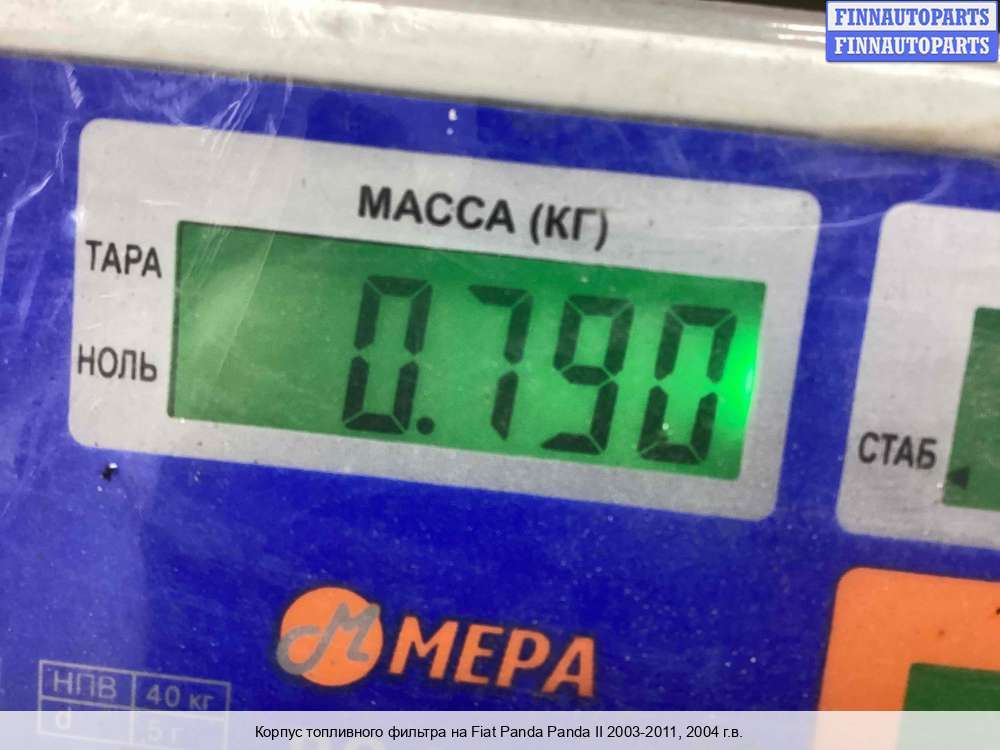 FINNAUTOPARTS
FINNAUTOPARTS
МАССА (КГ)
ТАРА
0.790
НОЛЬ
СТАБ
МЕРА
НПВ 40 кг
d 5 г
Корпус топливного фильтра на Fiat Panda Panda II 2003-2011, 2004 г.в.